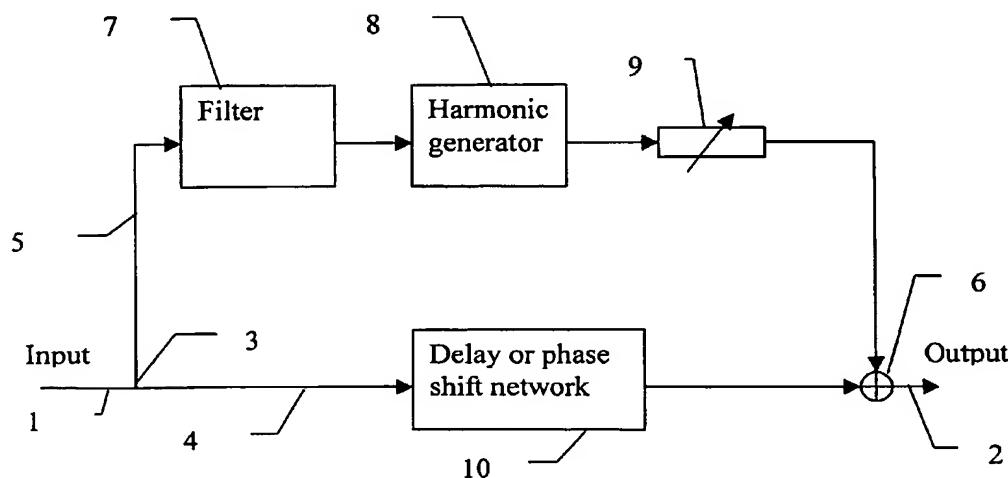 7
8
9
Filter
Harmonic
generator
5
6
3
Input
Delay or phase
shift network
Output
1
4
10
2